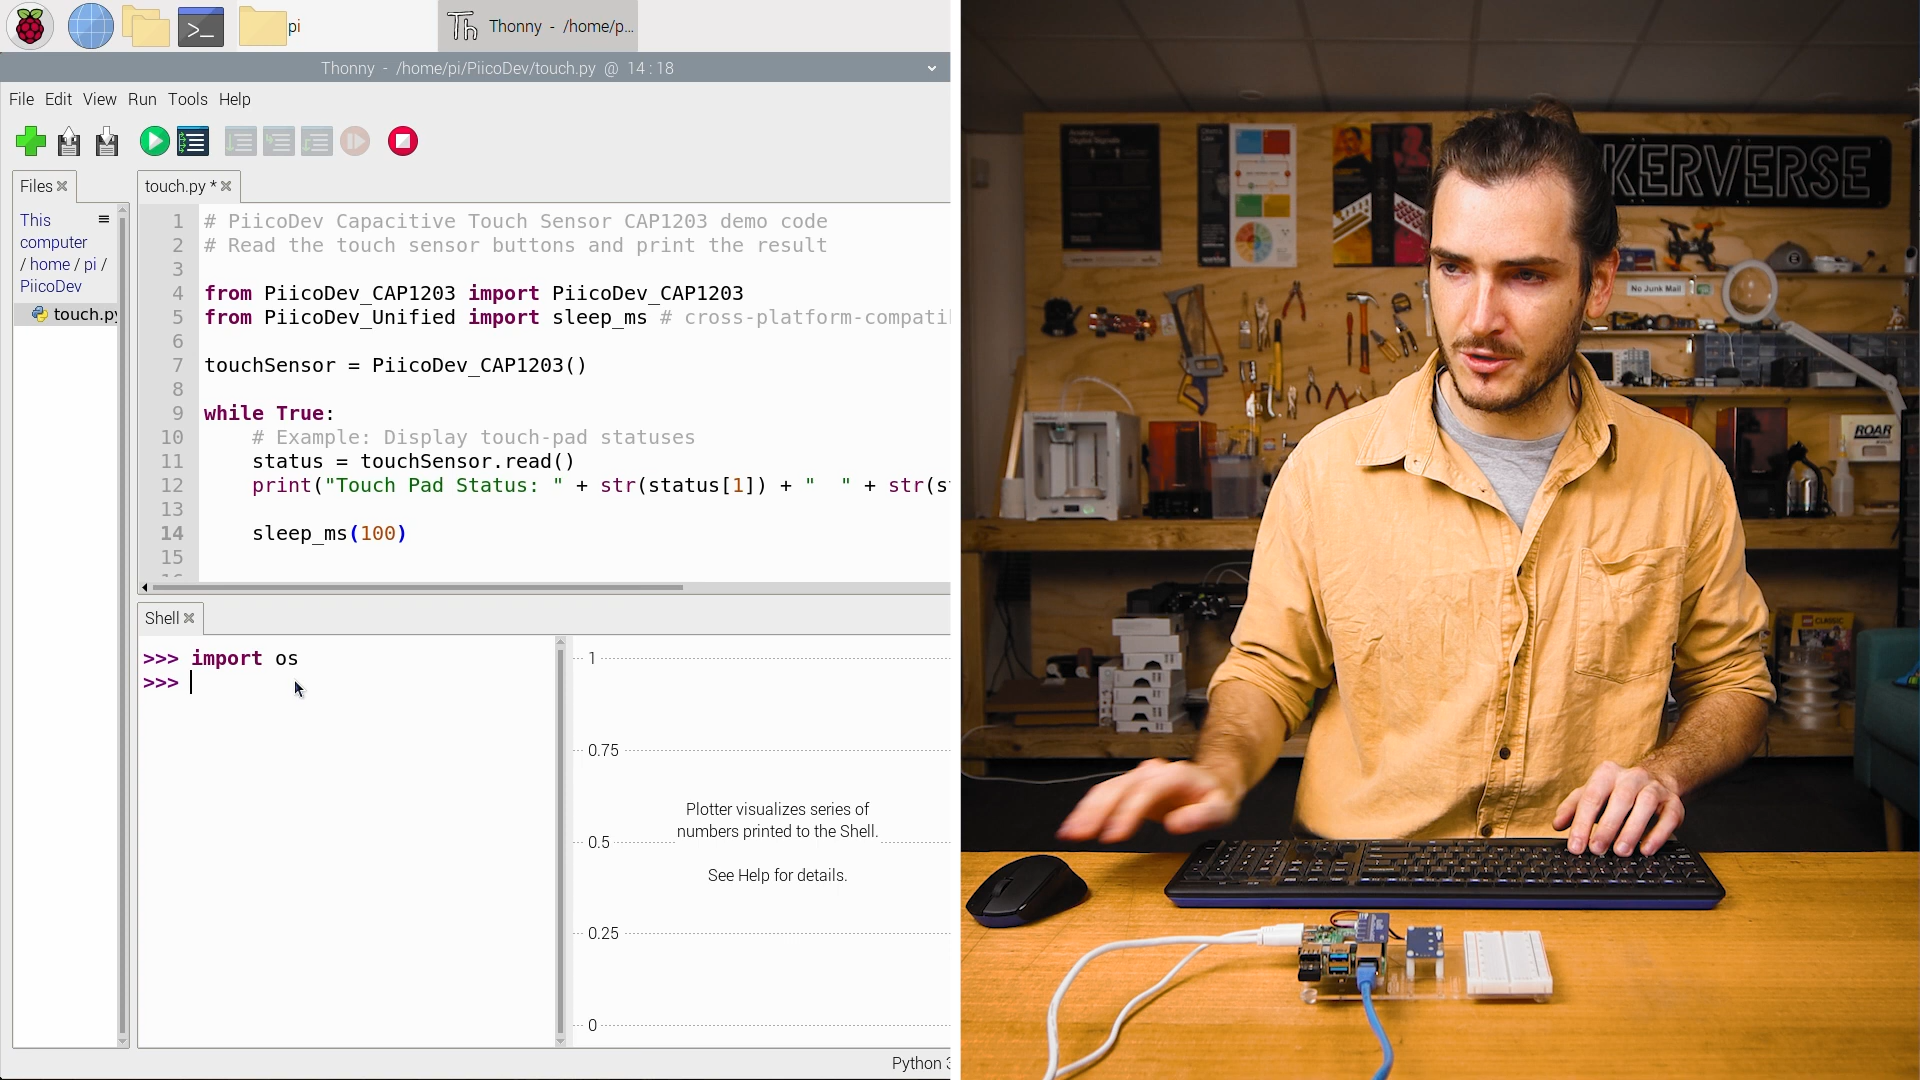 pi
Thonny - /home/p...
Thonny - /home/pi/PiicoDev/touch.py @ 14:18
File Edit View Run Tools Help
Files
touch.py *
This
computer
/ home / pi /
PiicoDev
touch.py
1 # PiicoDev Capacitive Touch Sensor CAP1203 demo code
2 # Read the touch sensor buttons and print the result
3
4 from PiicoDev_CAP1203 import PiicoDev_CAP1203
5 from PiicoDev_Unified import sleep_ms # cross-platform-compati
6
7 touchSensor = PiicoDev_CAP1203()
8
9 while True:
10 # Example: Display touch-pad statuses
11 status = touchSensor.read()
12 print("Touch Pad Status: " + str(status[1]) + "  " + str(s
13
14 sleep_ms(100)
15
Shell
>>> import os
>>>
1
0.75
Plotter visualizes series of
numbers printed to the Shell.
0.5
See Help for details.
0.25
0
Python 3
KERVERSE
No Junk Mail
ROAR
CLASSIC